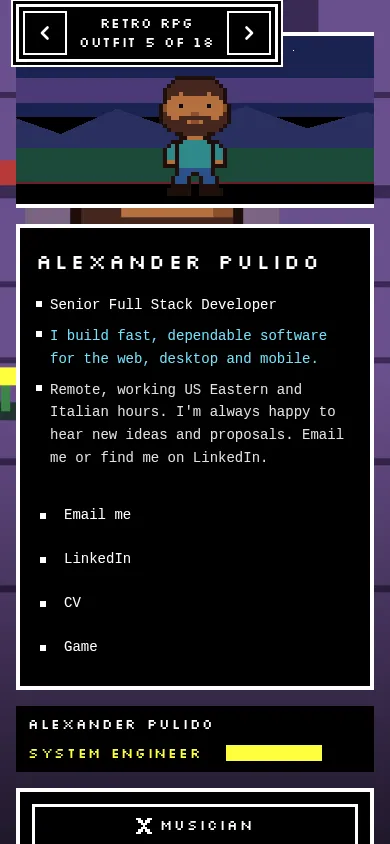 RETRO RPG
OUTFIT 5 OF 18
ALEXANDER PULIDO
Senior Full Stack Developer
I build fast, dependable software
for the web, desktop and mobile.
Remote, working US Eastern and
Italian hours. I'm always happy to
hear new ideas and proposals. Email
me or find me on LinkedIn.
Email me
LinkedIn
CV
Game
ALEXANDER PULIDO
SYSTEM ENGINEER
MUSICIAN